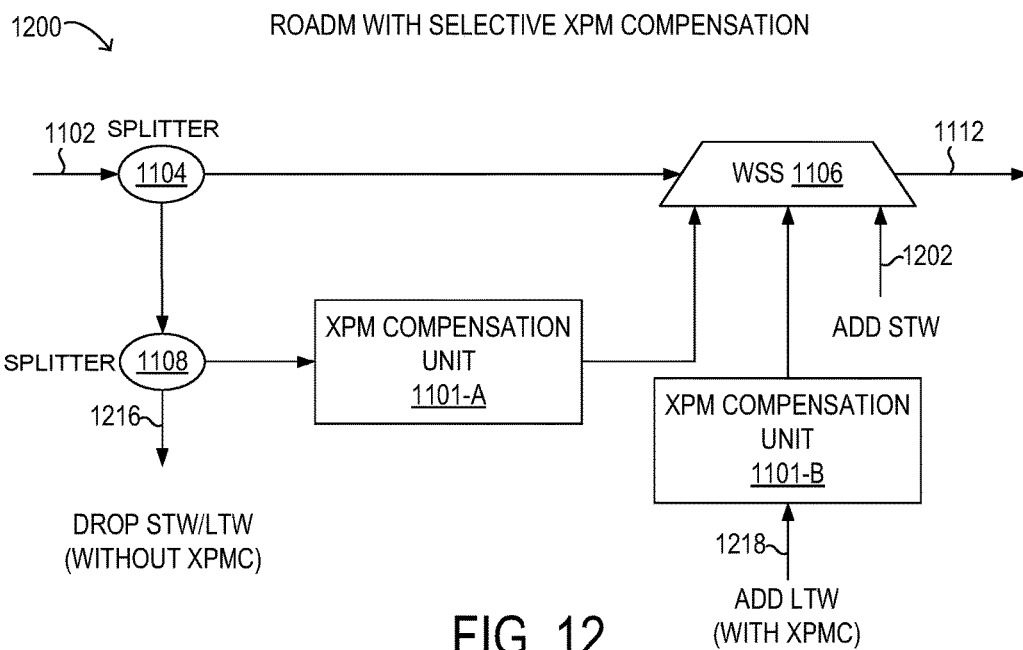 1200
ROADM WITH SELECTIVE XPM COMPENSATION
1102
SPLITTER
1104
WSS 1106
1112
1202
ADD STW
SPLITTER
1108
XPM COMPENSATION
UNIT
1101-A
1216
XPM COMPENSATION
UNIT
1101-B
DROP STW/LTW
(WITHOUT XPMC)
1218
ADD LTW
(WITH XPMC)
FIG. 12